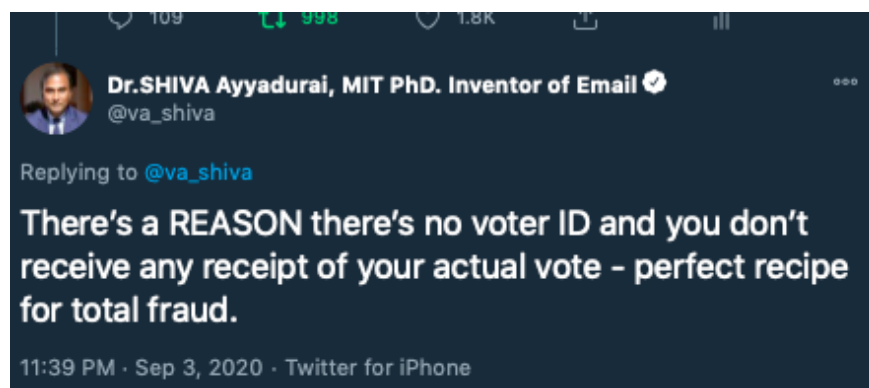 109 998 1.8K
Dr.SHIVA Ayyadurai, MIT PhD. Inventor of Email
@va_shiva
Replying to @va_shiva
There’s a REASON there’s no voter ID and you don’t
receive any receipt of your actual vote - perfect recipe
for total fraud.
11:39 PM · Sep 3, 2020 · Twitter for iPhone